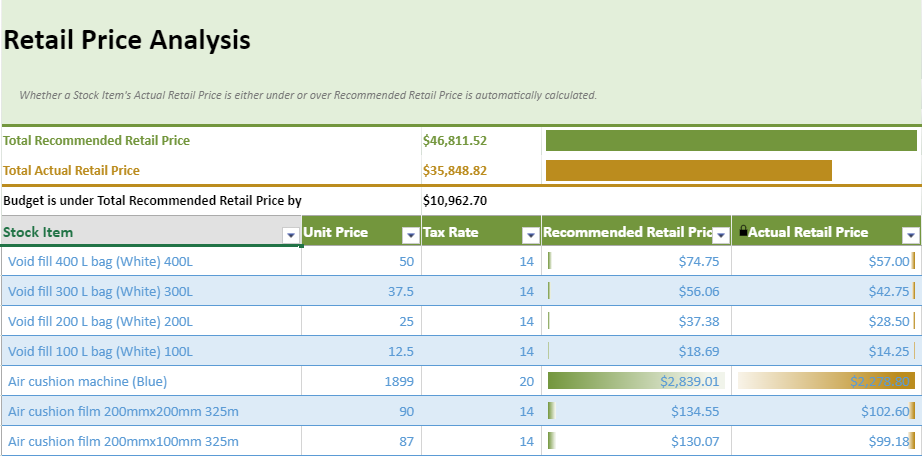 Retail Price Analysis
Whether a Stock Item's Actual Retail Price is either under or over Recommended Retail Price is automatically calculated.
Total Recommended Retail Price $46,811.52
Total Actual Retail Price $35,848.82
Budget is under Total Recommended Retail Price by $10,962.70
Stock Item Unit Price Tax Rate Recommended Retail Pric Actual Retail Price
Void fill 400 L bag (White) 400L 50 14 $74.75 $57.00
Void fill 300 L bag (White) 300L 37.5 14 $56.06 $42.75
Void fill 200 L bag (White) 200L 25 14 $37.38 $28.50
Void fill 100 L bag (White) 100L 12.5 14 $18.69 $14.25
Air cushion machine (Blue) 1899 20 $2,839.01
Air cushion film 200mmx200mm 325m 90 14 $134.55 $102.60
Air cushion film 200mmx100mm 325m 87 14 $130.07 $99.18